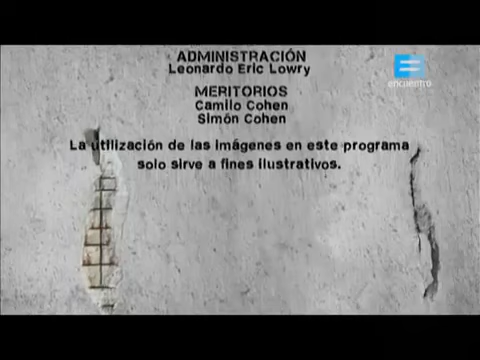 ADMINISTRACIÓN
Leonardo Eric Lowry
encuentro
MERITORIOS
Camilo Cohen
Simón Cohen
La utilización de las imágenes en este programa
solo sirve a fines ilustrativos.